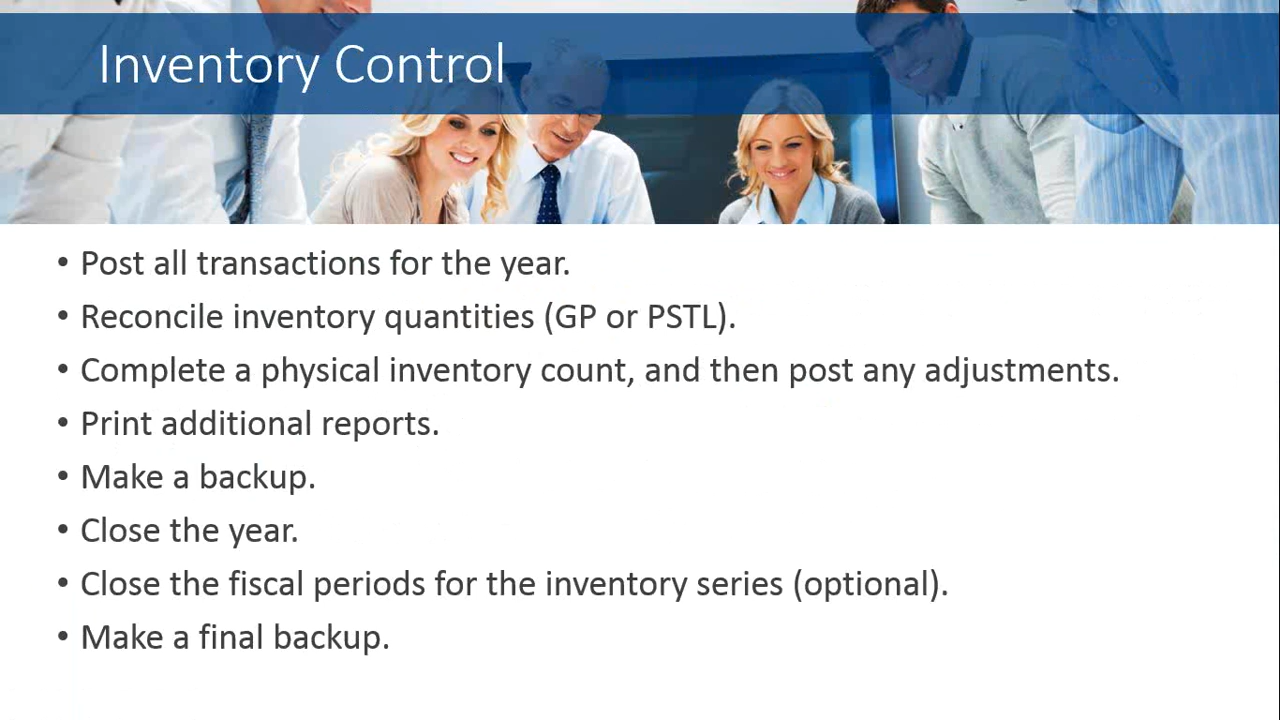 Inventory Control
• Post all transactions for the year.
• Reconcile inventory quantities (GP or PSTL).
• Complete a physical inventory count, and then post any adjustments.
• Print additional reports.
• Make a backup.
• Close the year.
• Close the fiscal periods for the inventory series (optional).
• Make a final backup.